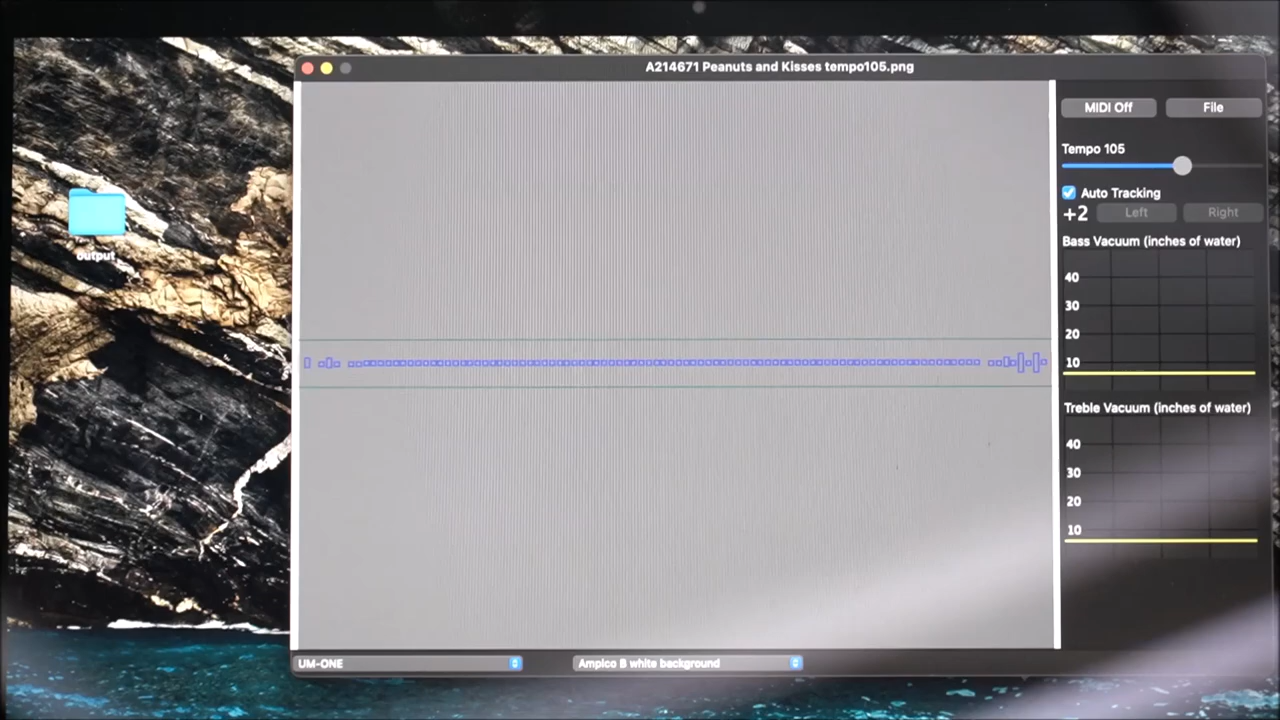 A214671 Peanuts and Kisses tempo105.png
MIDI Off
File
Tempo 105
Auto Tracking
+2
Left
Right
Bass Vacuum (inches of water)
40
30
20
10
Treble Vacuum (inches of water)
40
30
20
10
output
UM-ONE
Ampico B white background